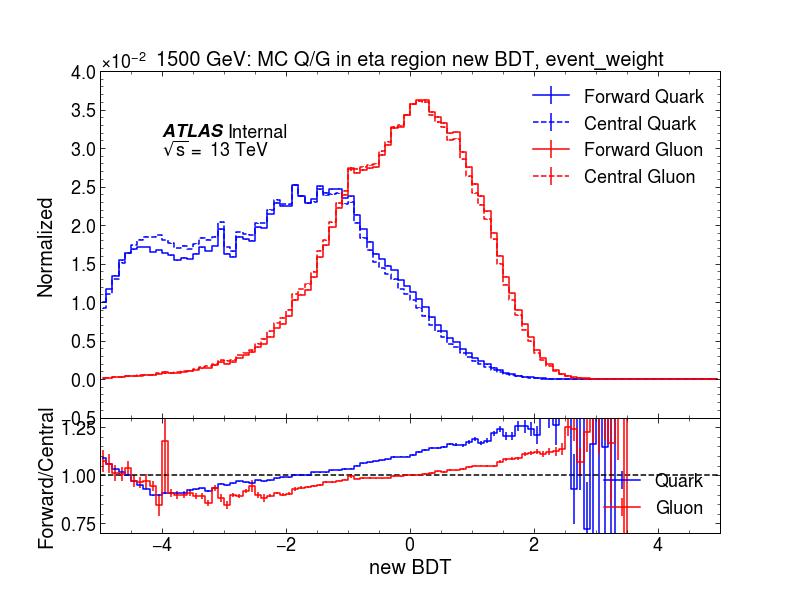 ×10⁻² 1500 GeV: MC Q/G in eta region new BDT, event_weight
4.0
3.5
3.0
2.5
2.0
1.5
1.0
0.5
0.0
0.5
Normalized
ATLAS Internal
√s = 13 TeV
Forward Quark
Central Quark
Forward Gluon
Central Gluon
1.25
1.00
0.75
Forward/Central
Quark
Gluon
−4 −2 0 2 4
new BDT